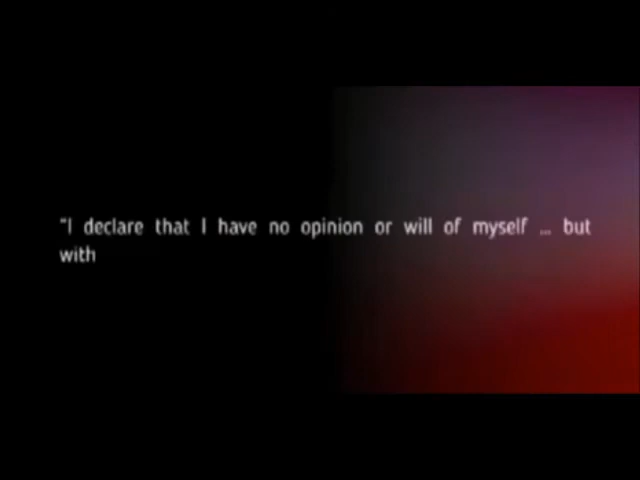 "I declare that I have no opinion or will of myself ... but
with